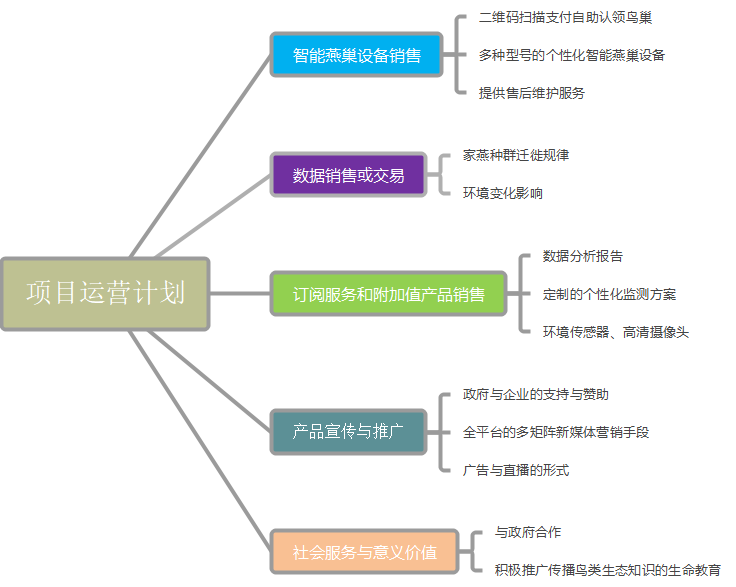 项目运营计划
智能燕巢设备销售
二维码扫描支付自助认领鸟巢
多种型号的个性化智能燕巢设备
提供售后维护服务
数据销售或交易
家燕种群迁徙规律
环境变化影响
订阅服务和附加值产品销售
数据分析报告
定制的个性化监测方案
环境传感器、高清摄像头
产品宣传与推广
政府与企业的支持与赞助
全平台的多矩阵新媒体营销手段
广告与直播的形式
社会服务与意义价值
与政府合作
积极推广传播鸟类生态知识的生命教育